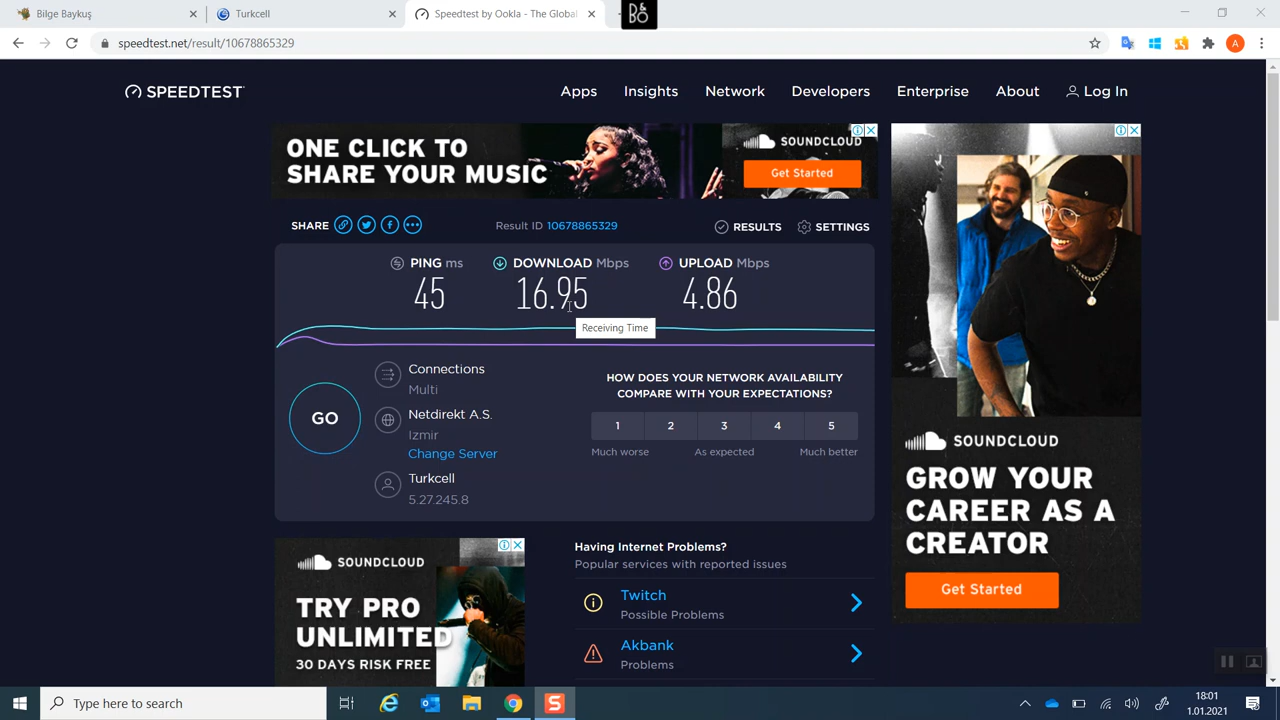 Bilge Baykuş
Turkcell
Speedtest by Ookla - The Global
B&O
speedtest.net/result/10678865329
A
SPEEDTEST
Apps
Insights
Network
Developers
Enterprise
About
Log In
ONE CLICK TO
SHARE YOUR MUSIC
SOUNDCLOUD
Get Started
SHARE
Result ID 10678865329
RESULTS
SETTINGS
PING ms
DOWNLOAD Mbps
UPLOAD Mbps
45
16.95
4.86
Receiving Time
GO
Connections
Multi
Netdirekt A.S.
Izmir
Change Server
Turkcell
5.27.245.8
HOW DOES YOUR NETWORK AVAILABILITY
COMPARE WITH YOUR EXPECTATIONS?
1 2 3 4 5
Much worse As expected Much better
SOUNDCLOUD
GROW YOUR
CAREER AS A
CREATOR
Get Started
SOUNDCLOUD
TRY PRO
UNLIMITED
30 DAYS RISK FREE
Having Internet Problems?
Popular services with reported issues
Twitch
Possible Problems
Akbank
Problems
Type here to search
18:01
1.01.2021